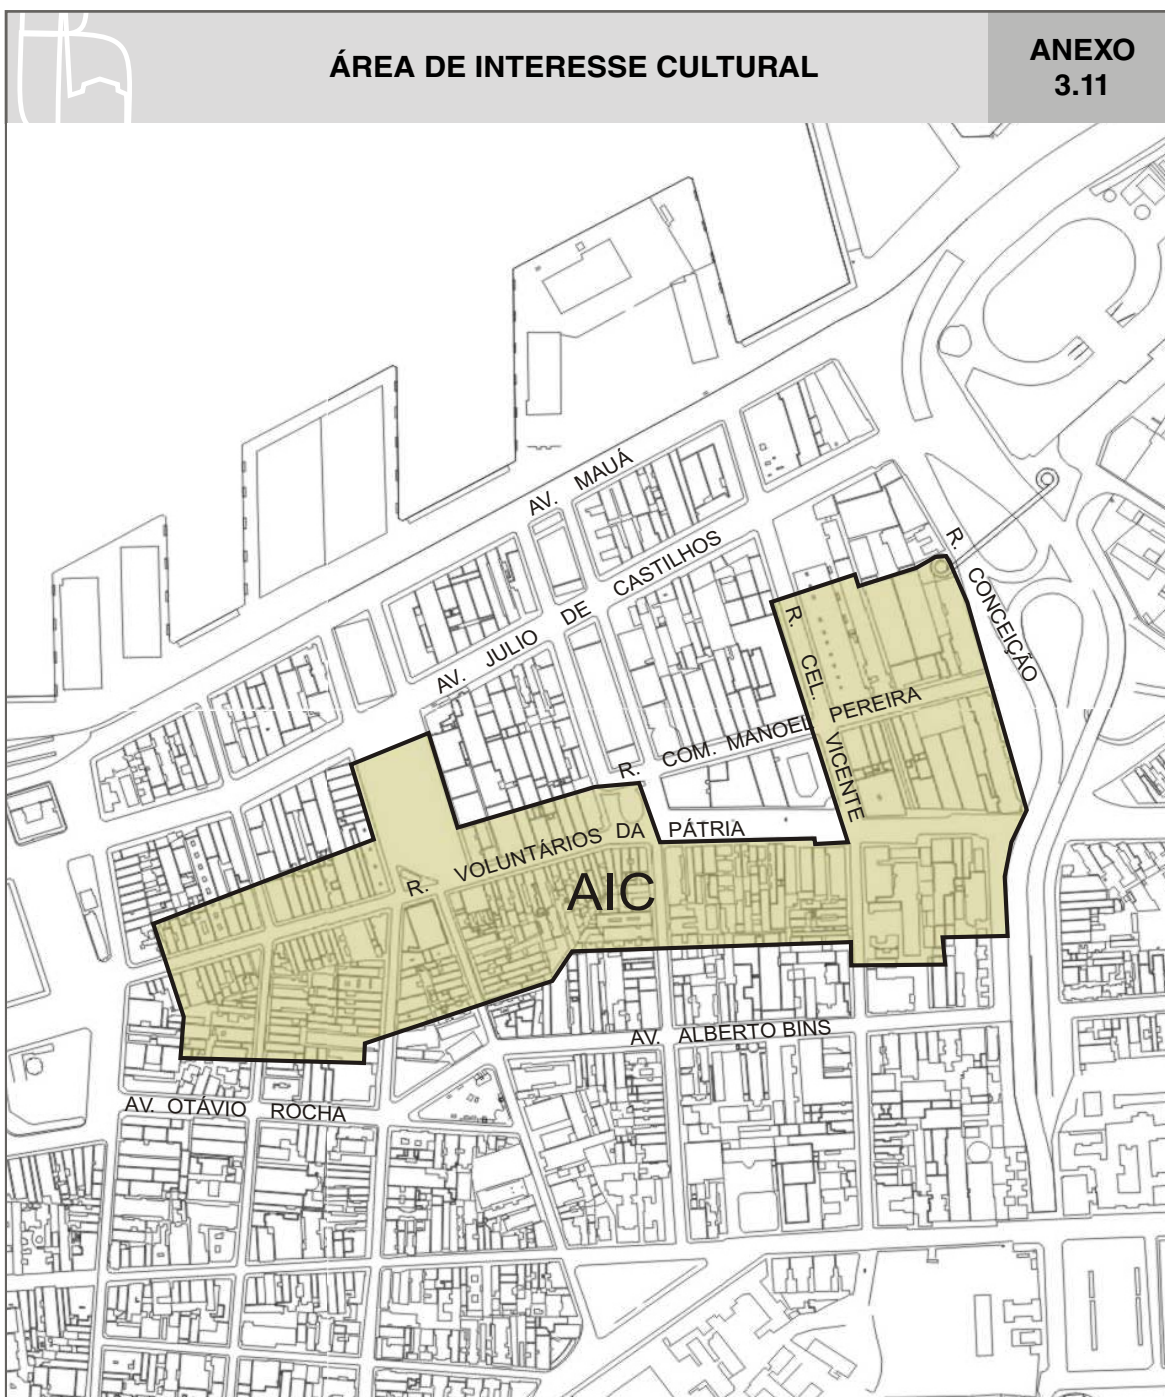 ÁREA DE INTERESSE CULTURAL
ANEXO
3.11
AV. MAUÁ
AV. JULIO DE CASTILHOS
R. CONCEIÇÃO
R. CEL. VICENTE
R. COM. MANOEL PEREIRA
R. VOLUNTÁRIOS DA PÁTRIA
AIC
AV. ALBERTO BINS
AV. OTÁVIO ROCHA